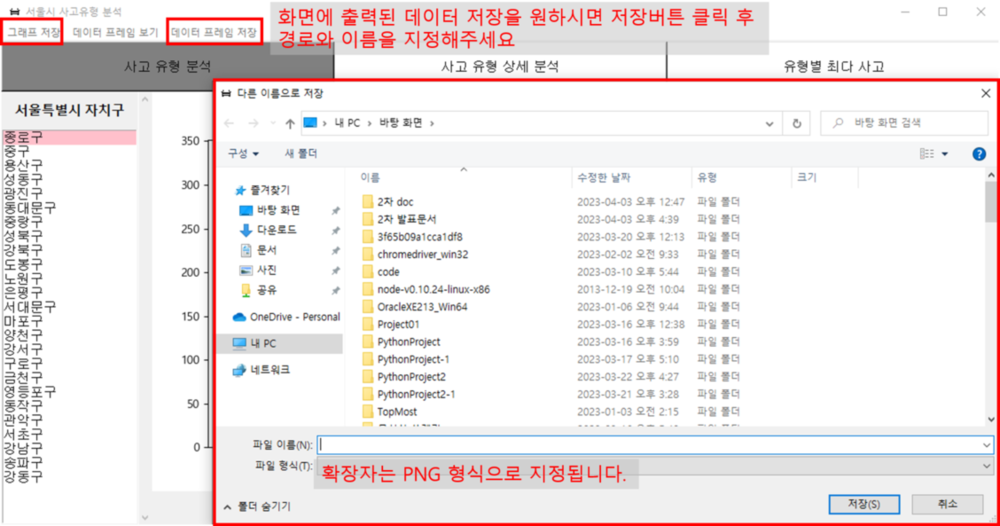 서울시 사고유형 분석
화면에 출력된 데이터 저장을 원하시면 저장버튼 클릭 후
경로와 이름을 지정해주세요
그래프 저장 데이터 프레임 보기 데이터 프레임 저장
사고 유형 분석 사고 유형 상세 분석 유형별 최다 사고
서울특별시 자치구
종로구
중구
용산구
성동구
광진구
동대문구
중랑구
성북구
강북구
도봉구
노원구
은평구
서대문구
마포구
양천구
강서구
구로구
금천구
영등포구
동작구
관악구
서초구
강남구
송파구
강동구
350
300
250
200
150
100
50
0
다른 이름으로 저장
내 PC › 바탕 화면 ›
바탕 화면 검색
구성 새 폴더
즐겨찾기
바탕 화면
다운로드
문서
사진
공유
OneDrive - Personal
내 PC
네트워크
이름 수정한 날짜 유형 크기
2차 doc 2023-04-03 오후 12:47 파일 폴더
2차 발표문서 2023-04-03 오후 4:39 파일 폴더
3f65b09a1cca1df8 2023-03-20 오후 12:13 파일 폴더
chromedriver_win32 2023-02-02 오전 9:33 파일 폴더
code 2023-03-10 오후 5:44 파일 폴더
node-v0.10.24-linux-x86 2013-12-19 오전 10:04 파일 폴더
OracleXE213_Win64 2023-01-06 오전 9:44 파일 폴더
Project01 2023-03-16 오후 12:38 파일 폴더
PythonProject 2023-03-16 오후 3:59 파일 폴더
PythonProject-1 2023-03-17 오후 5:10 파일 폴더
PythonProject2 2023-03-22 오후 4:27 파일 폴더
PythonProject2-1 2023-03-21 오후 3:28 파일 폴더
TopMost 2023-01-03 오전 2:15 파일 폴더
파일 이름(N):
파일 형식(T):
확장자는 PNG 형식으로 지정됩니다.
폴더 숨기기
저장(S) 취소